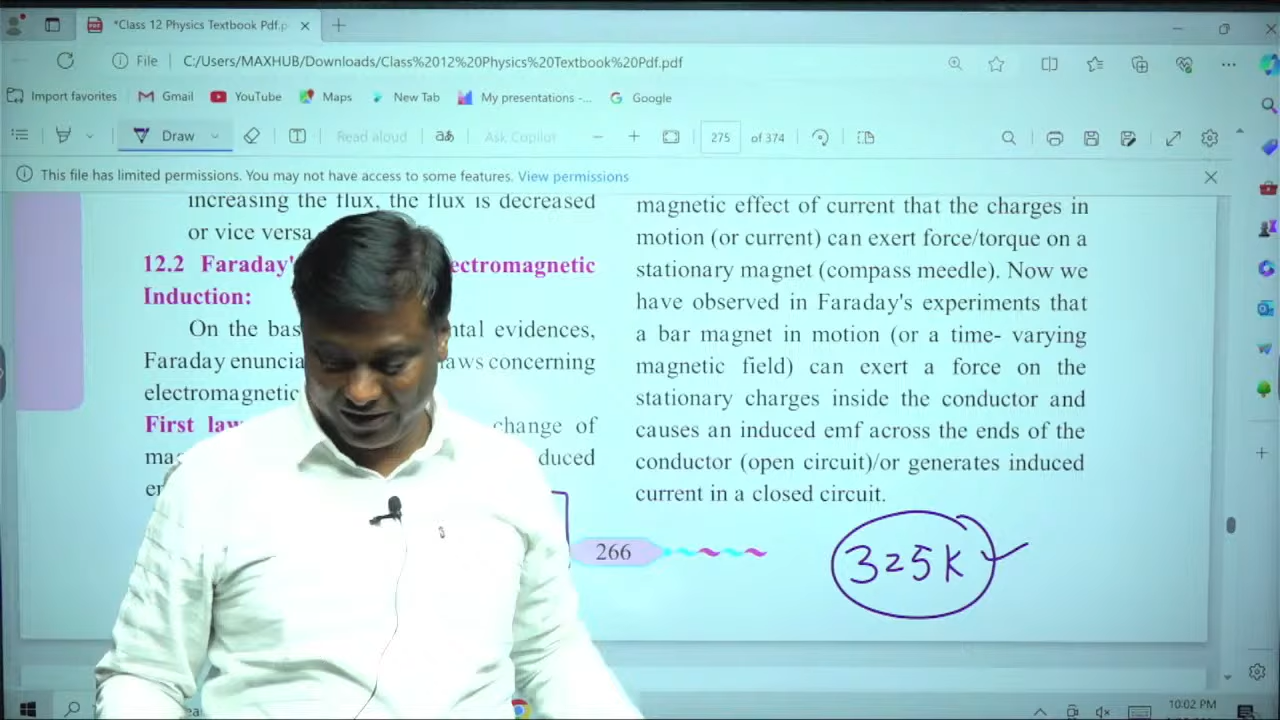 *Class 12 Physics Textbook Pdf.p
File C:/Users/MAXHUB/Downloads/Class%2012%20Physics%20Textbook%20Pdf.pdf
Import favorites Gmail YouTube Maps New Tab My presentations -... Google
Draw Read aloud aあ Ask Copilot 275 of 374
This file has limited permissions. You may not have access to some features. View permissions
increasing the flux, the flux is decreased
or vice versa
12.2 Faraday' ectromagnetic
Induction:
On the bas ntal evidences,
Faraday enuncia aws concerning
electromagnetic
First law change of
mag duced
magnetic effect of current that the charges in
motion (or current) can exert force/torque on a
stationary magnet (compass meedle). Now we
have observed in Faraday's experiments that
a bar magnet in motion (or a time- varying
magnetic field) can exert a force on the
stationary charges inside the conductor and
causes an induced emf across the ends of the
conductor (open circuit)/or generates induced
current in a closed circuit.
266
325K
10:02 PM